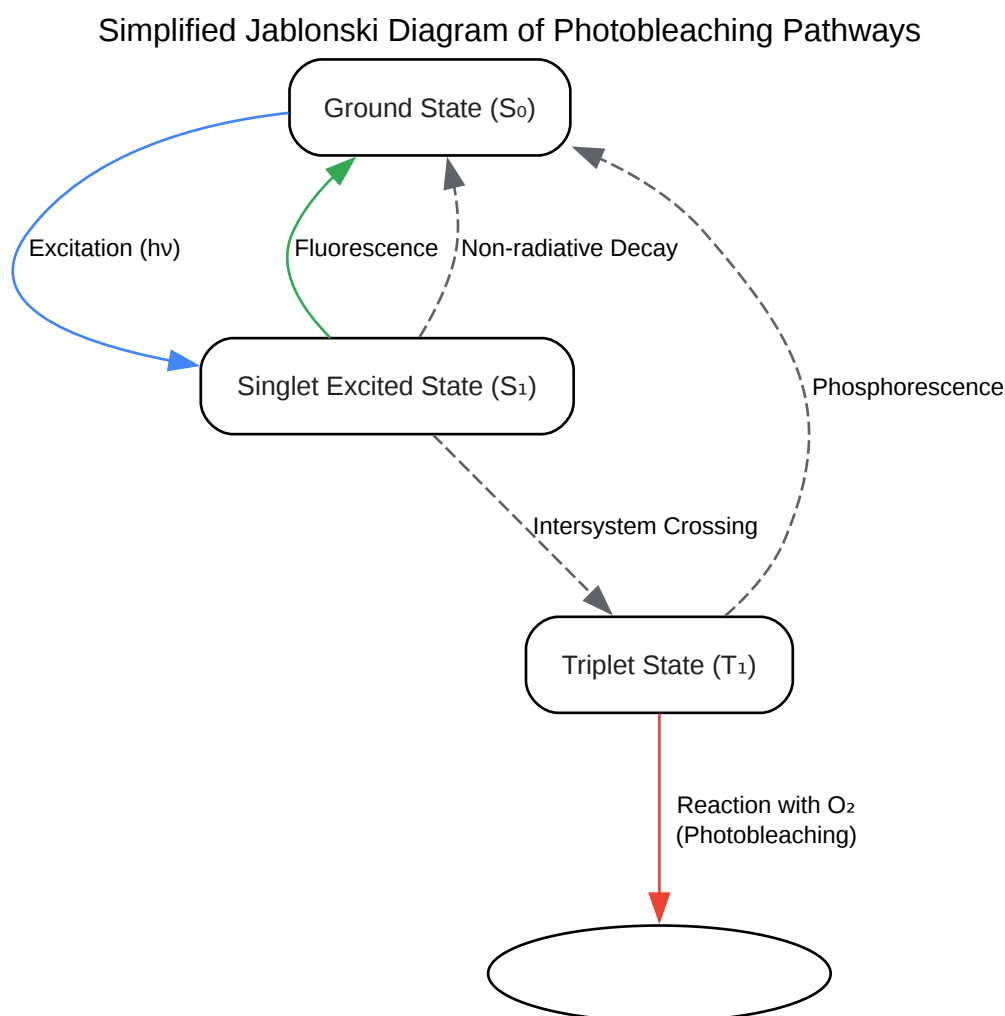 Simplified Jablonski Diagram of Photobleaching Pathways
Ground State (S₀)
Excitation (hν)
Fluorescence
Non-radiative Decay
Singlet Excited State (S₁)
Phosphorescence
Intersystem Crossing
Triplet State (T₁)
Reaction with O₂
(Photobleaching)